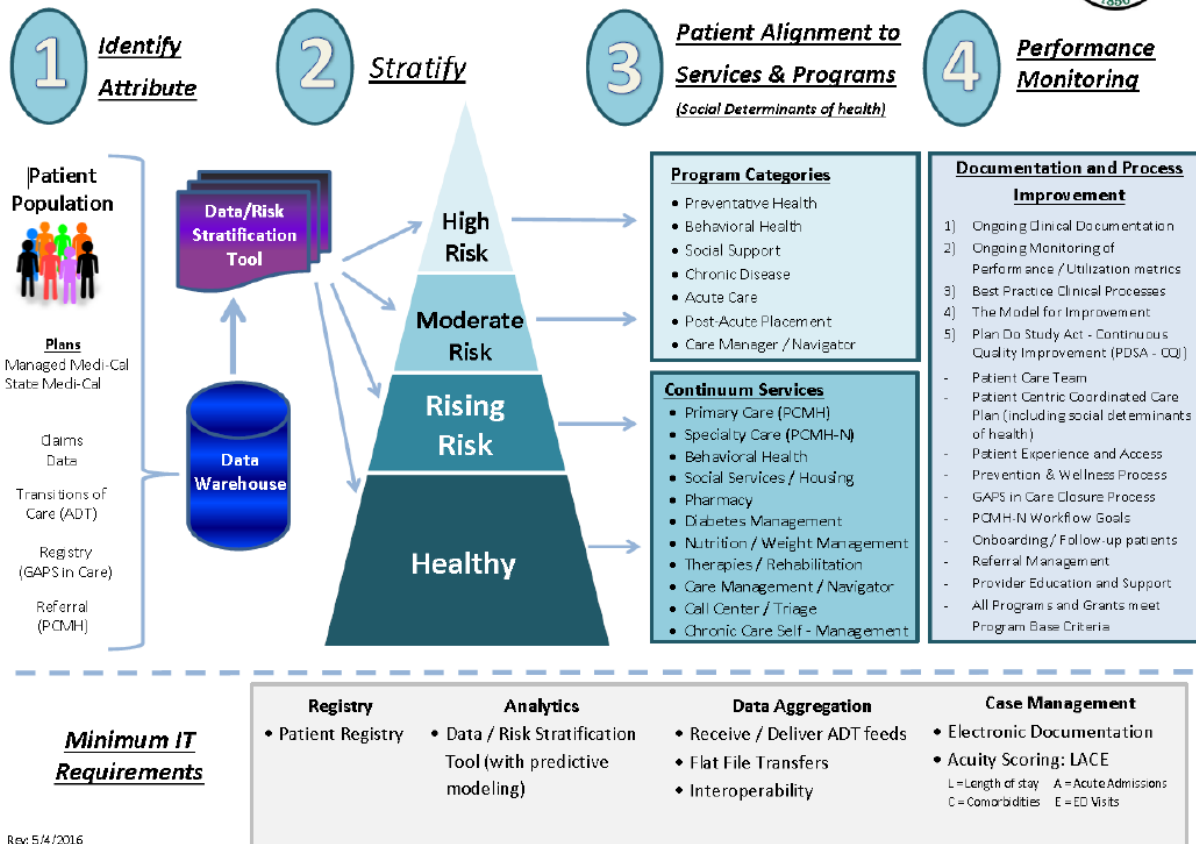 1850
1
Identify
Attribute
2
Stratify
3
Patient Alignment to
Services & Programs
(Social Determinants of health)
4
Performance
Monitoring
Patient
Population
Plans
Managed Medi-Cal
State Medi-Cal
Claims
Data
Transitions of
Care (ADT)
Registry
(GAPS in Care)
Referral
(PCMH)
Data/Risk
Stratification
Tool
Data
Warehouse
High
Risk
Moderate
Risk
Rising
Risk
Healthy
Program Categories
• Preventative Health
• Behavioral Health
• Social Support
• Chronic Disease
• Acute Care
• Post-Acute Placement
• Care Manager / Navigator
Continuum Services
• Primary Care (PCMH)
• Specialty Care (PCMH-N)
• Behavioral Health
• Social Services / Housing
• Pharmacy
• Diabetes Management
• Nutrition / Weight Management
• Therapies / Rehabilitation
• Care Management / Navigator
• Call Center / Triage
• Chronic Care Self - Management
Documentation and Process
Improvement
1) Ongoing Clinical Documentation
2) Ongoing Monitoring of
Performance / Utilization metrics
3) Best Practice Clinical Processes
4) The Model for Improvement
5) Plan Do Study Act - Continuous
Quality Improvement (PDSA - CQI)
- Patient Care Team
- Patient Centric Coordinated Care
Plan (including social determinants
of health)
- Patient Experience and Access
- Prevention & Wellness Process
- GAPS in Care Closure Process
- PCMH-N Workflow Goals
- Onboarding / Follow-up patients
- Referral Management
- Provider Education and Support
- All Programs and Grants meet
Program Base Criteria
Minimum IT
Requirements
Registry
• Patient Registry
Analytics
• Data / Risk Stratification
Tool (with predictive
modeling)
Data Aggregation
• Receive / Deliver ADT feeds
• Flat File Transfers
• Interoperability
Case Management
• Electronic Documentation
• Acuity Scoring: LACE
L = Length of stay A = Acute Admissions
C = Comorbidities E = ED Visits
Rev: 5/4/2016